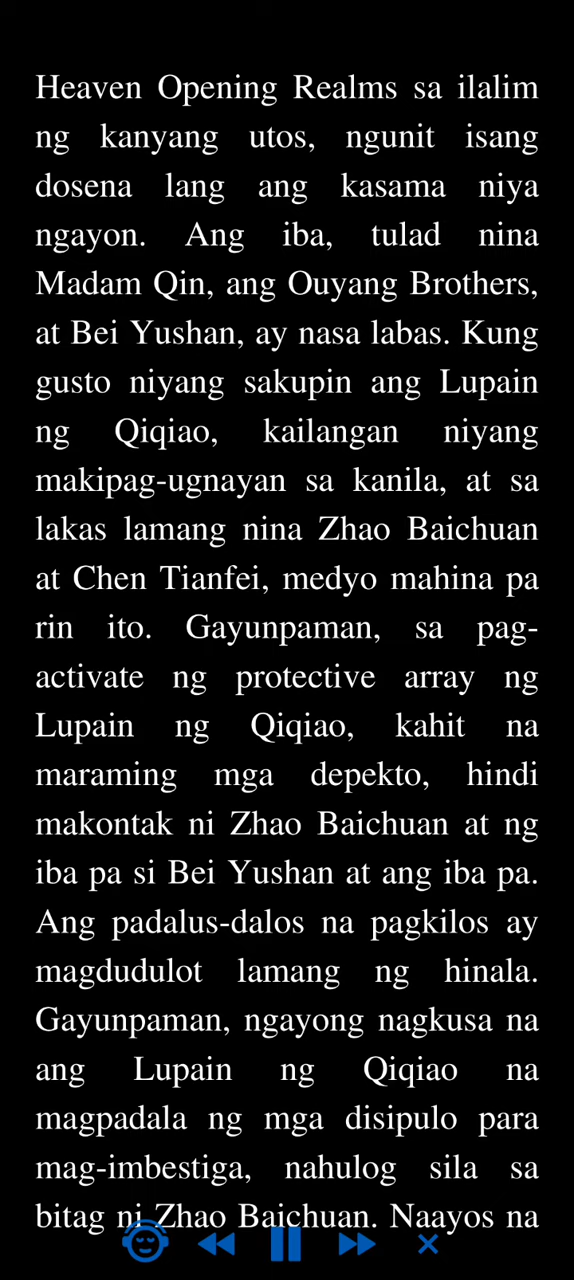 Heaven Opening Realms sa ilalim
ng kanyang utos, ngunit isang
dosena lang ang kasama niya
ngayon. Ang iba, tulad nina
Madam Qin, ang Ouyang Brothers,
at Bei Yushan, ay nasa labas. Kung
gusto niyang sakupin ang Lupain
ng Qiqiao, kailangan niyang
makipag-ugnayan sa kanila, at sa
lakas lamang nina Zhao Baichuan
at Chen Tianfei, medyo mahina pa
rin ito. Gayunpaman, sa pag-
activate ng protective array ng
Lupain ng Qiqiao, kahit na
maraming mga depekto, hindi
makontak ni Zhao Baichuan at ng
iba pa si Bei Yushan at ang iba pa.
Ang padalus-dalos na pagkilos ay
magdudulot lamang ng hinala.
Gayunpaman, ngayong nagkusa na
ang Lupain ng Qiqiao na
magpadala ng mga disipulo para
mag-imbestiga, nahulog sila sa
bitag ni Zhao Baichuan. Naayos na